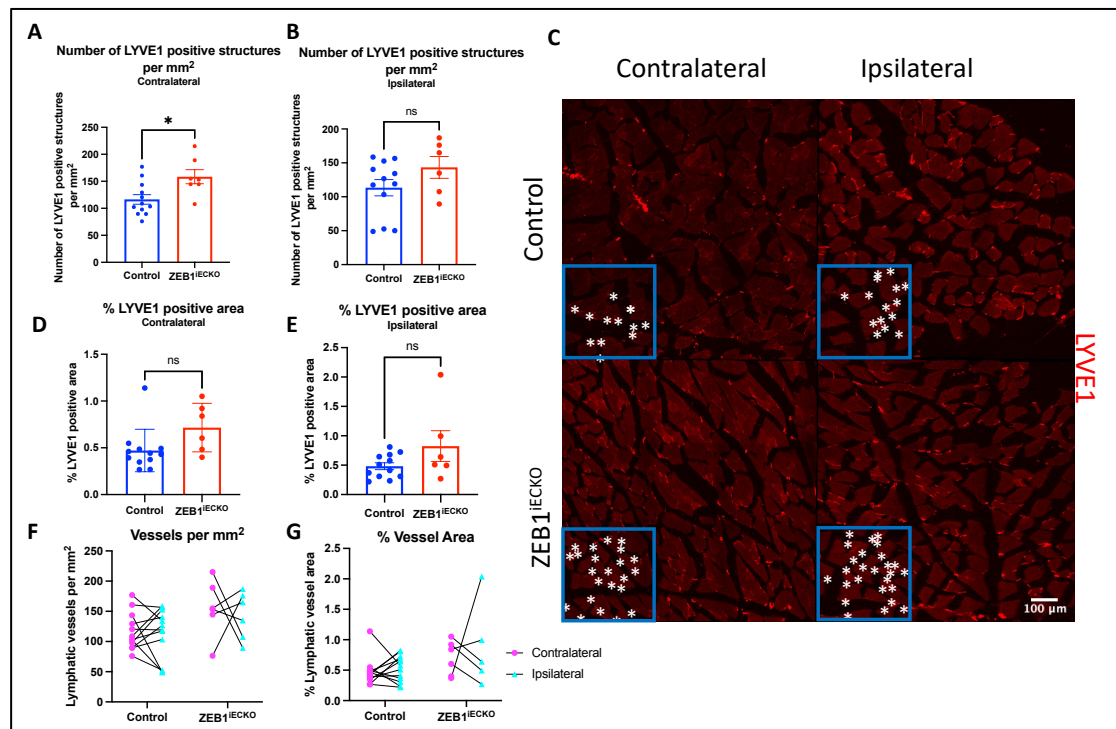 A
Number of LYVE1 positive structures
per mm²
Contralateral
*
Number of LYVE1 positive structures
per mm²
250
200
150
100
50
0
Control
ZEB1ⁱᴱᶜᴷᴼ
B
Number of LYVE1 positive structures
per mm²
Ipsilateral
ns
Number of LYVE1 positive structures
per mm²
200
150
100
50
0
Control
ZEB1ⁱᴱᶜᴷᴼ
C
Contralateral
Ipsilateral
Control
ZEB1ⁱᴱᶜᴷᴼ
LYVE1
100 µm
D
% LYVE1 positive area
Contralateral
ns
% LYVE1 positive area
1.5
1.0
0.5
0.0
Control
ZEB1ⁱᴱᶜᴷᴼ
E
% LYVE1 positive area
Ipsilateral
ns
% LYVE1 positive area
2.5
2.0
1.5
1.0
0.5
0.0
Control
ZEB1ⁱᴱᶜᴷᴼ
F
Vessels per mm²
Lymphatic vessels per mm²
250
200
150
100
50
0
Control
ZEB1ⁱᴱᶜᴷᴼ
G
% Vessel Area
% Lymphatic vessel area
2.5
2.0
1.5
1.0
0.5
0.0
Control
ZEB1ⁱᴱᶜᴷᴼ
Contralateral
Ipsilateral